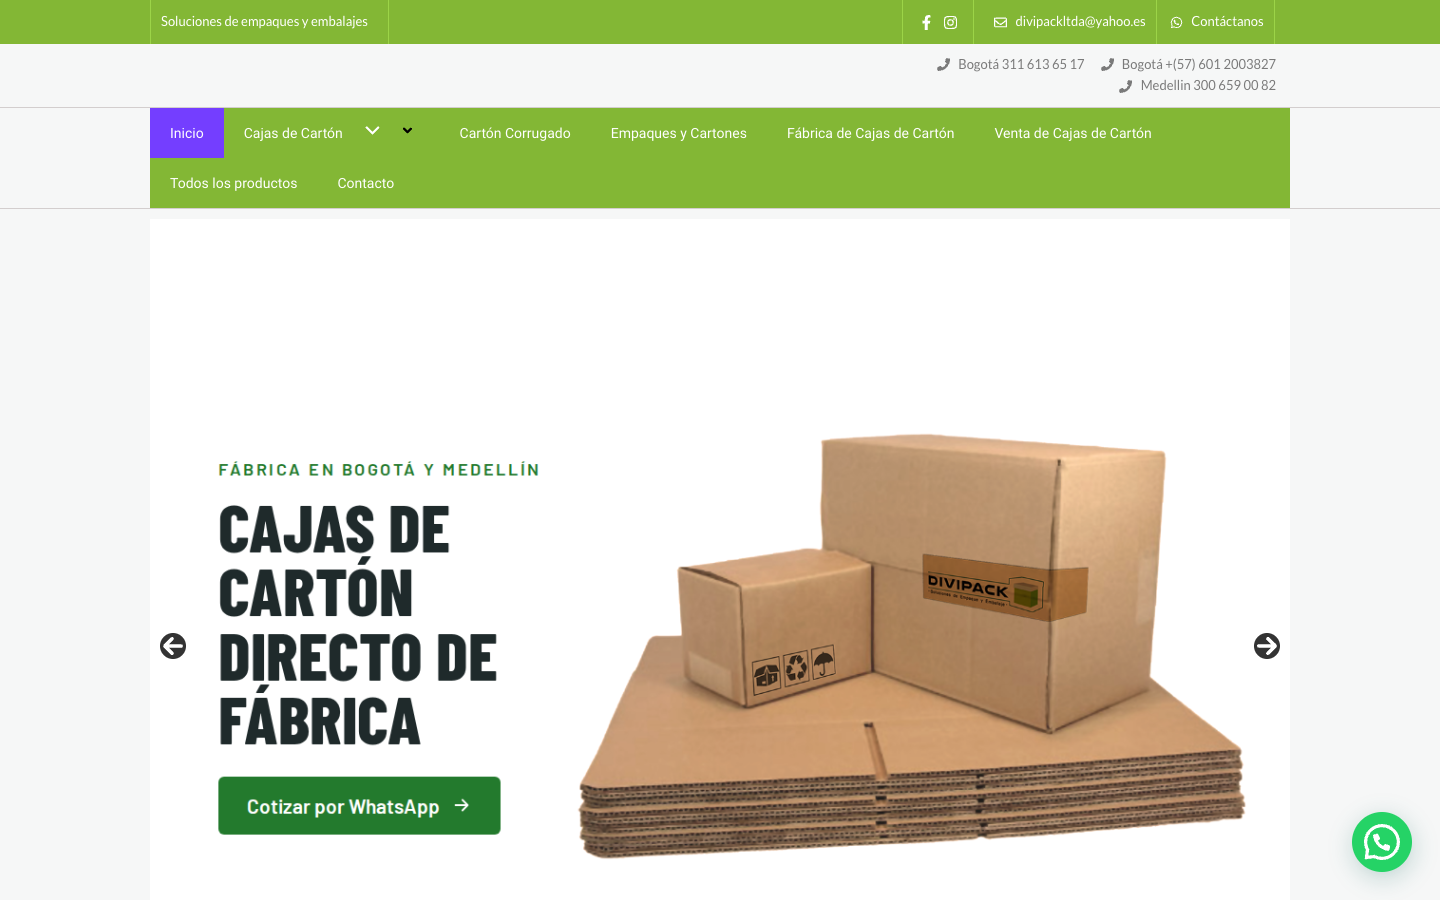 Soluciones de empaques y embalajes
divipackltda@yahoo.es
Contáctanos
Bogotá 311 613 65 17
Bogotá +(57) 601 2003827
Medellin 300 659 00 82
Inicio
Cajas de Cartón
Cartón Corrugado
Empaques y Cartones
Fábrica de Cajas de Cartón
Venta de Cajas de Cartón
Todos los productos
Contacto
FÁBRICA EN BOGOTÁ Y MEDELLÍN
CAJAS DE
CARTÓN
DIRECTO DE
FÁBRICA
Cotizar por WhatsApp
DIVIPACK